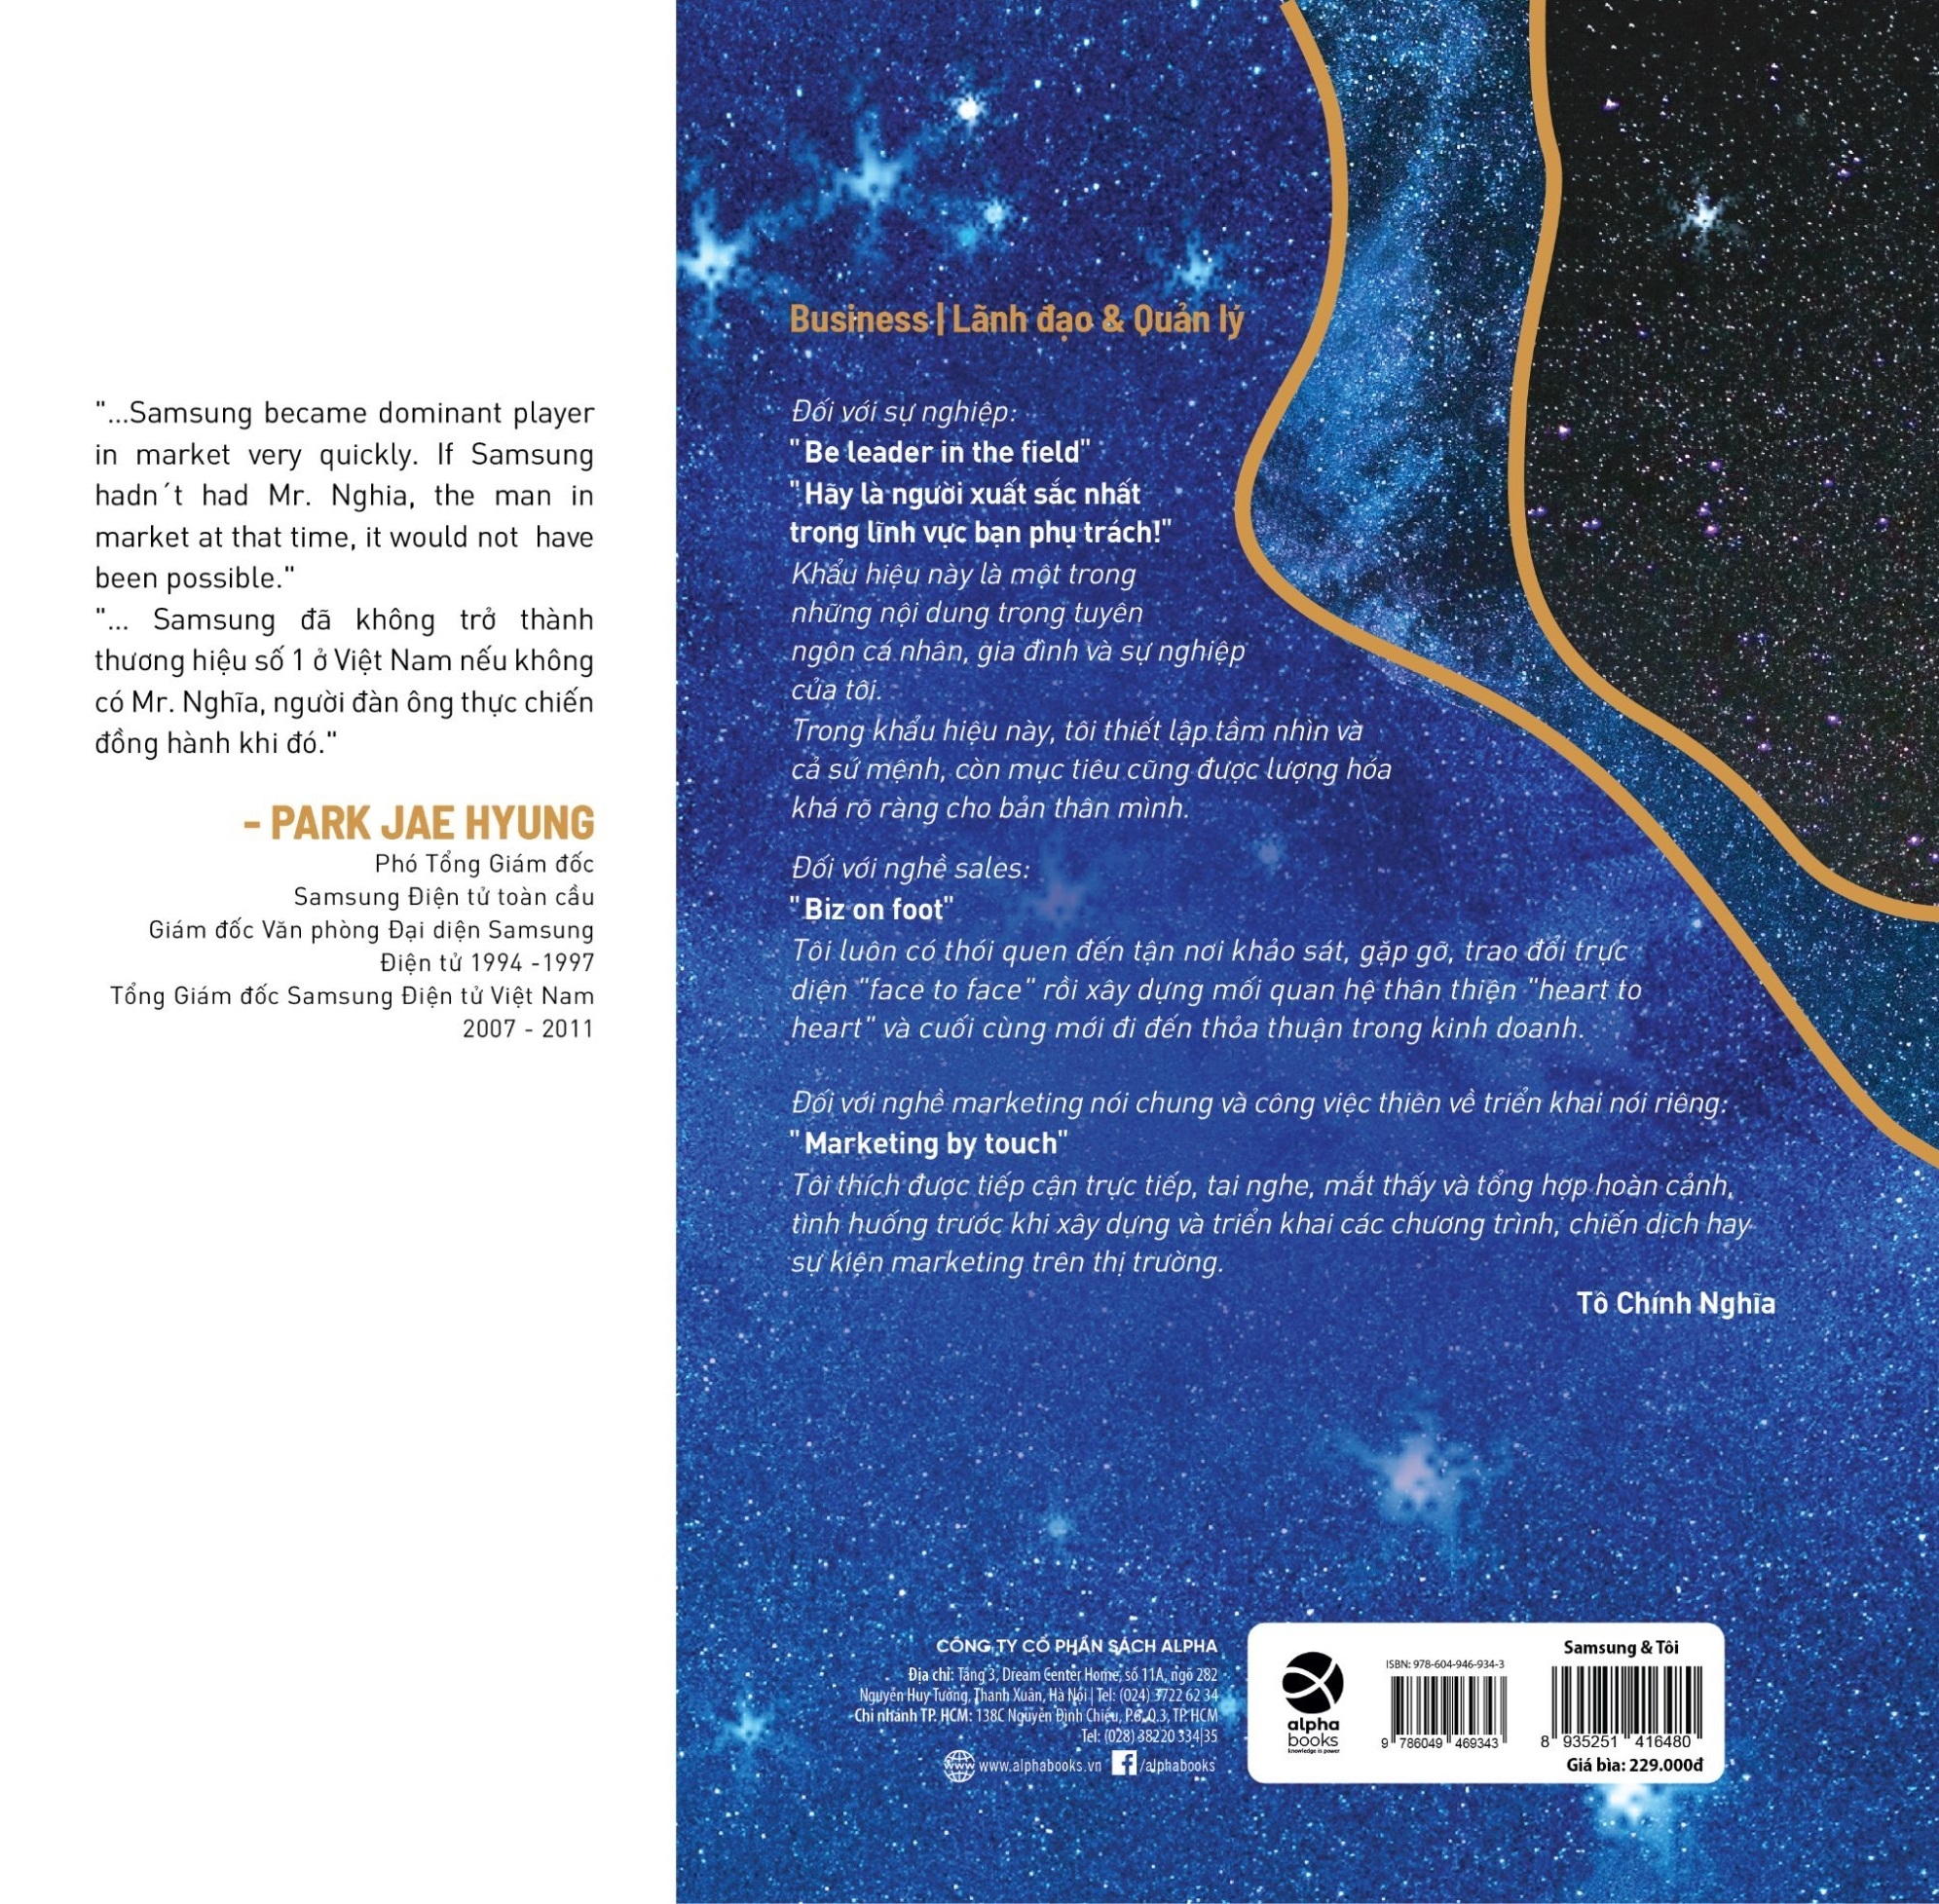 "...Samsung became dominant player
in market very quickly. If Samsung
hadn´t had Mr. Nghia, the man in
market at that time, it would not have
been possible."
"... Samsung đã không trở thành
thương hiệu số 1 ở Việt Nam nếu không
có Mr. Nghĩa, người đàn ông thực chiến
đồng hành khi đó."
- PARK JAE HYUNG
Phó Tổng Giám đốc
Samsung Điện tử toàn cầu
Giám đốc Văn phòng Đại diện Samsung
Điện tử 1994 -1997
Tổng Giám đốc Samsung Điện tử Việt Nam
2007 - 2011
Business | Lãnh đạo & Quản lý
Đối với sự nghiệp:
"Be leader in the field"
"Hãy là người xuất sắc nhất
trong lĩnh vực bạn phụ trách!"
Khẩu hiệu này là một trong
những nội dung trong tuyên
ngôn cá nhân, gia đình và sự nghiệp
của tôi.
Trong khẩu hiệu này, tôi thiết lập tầm nhìn và
cả sứ mệnh, còn mục tiêu cũng được lượng hóa
khá rõ ràng cho bản thân mình.
Đối với nghề sales:
"Biz on foot"
Tôi luôn có thói quen đến tận nơi khảo sát, gặp gỡ, trao đổi trực
diện "face to face" rồi xây dựng mối quan hệ thân thiện "heart to
heart" và cuối cùng mới đi đến thỏa thuận trong kinh doanh.
Đối với nghề marketing nói chung và công việc thiên về triển khai nói riêng:
"Marketing by touch"
Tôi thích được tiếp cận trực tiếp, tai nghe, mắt thấy và tổng hợp hoàn cảnh,
tình huống trước khi xây dựng và triển khai các chương trình, chiến dịch hay
sự kiện marketing trên thị trường.
Tô Chính Nghĩa
CÔNG TY CỔ PHẦN SÁCH ALPHA
Địa chỉ: Tầng 3, Dream Center Home, số 11A, ngõ 282
Nguyễn Huy Tưởng, Thanh Xuân, Hà Nội | Tel: (024) 3722 62 34
Chi nhánh TP. HCM: 138C Nguyễn Đình Chiểu, P.6, Q.3, TP. HCM
Tel: (028) 38220 334|35
www www.alphabooks.vn f /alphabooks
alpha
books
knowledge is power
ISBN: 978-604-946-934-3
9 786049 469343
Samsung & Tôi
8 935251 416480
Giá bìa: 229.000đ